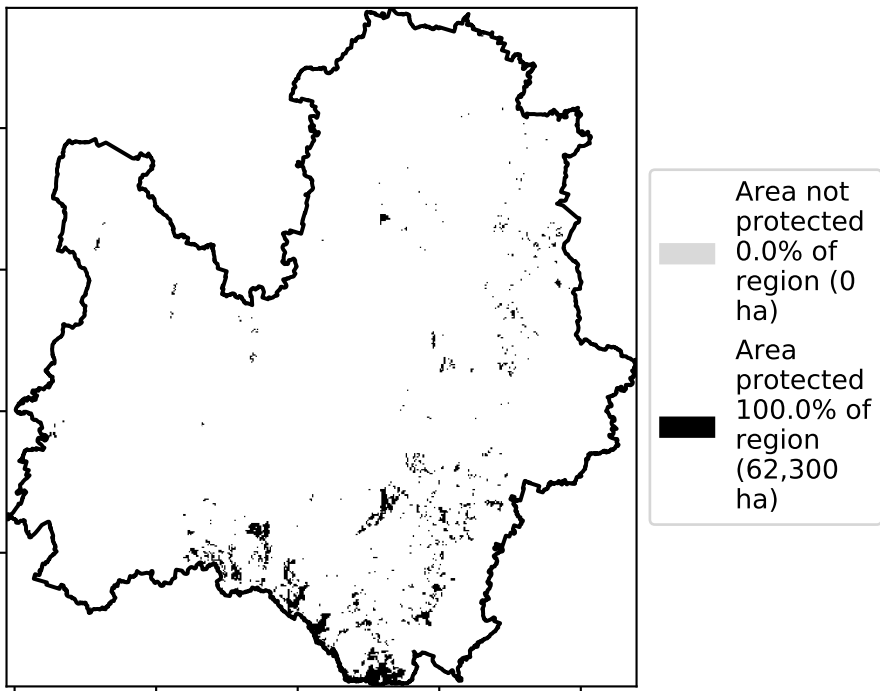 Area not
protected
0.0% of
region (0
ha)
Area
protected
100.0% of
region
(62,300
ha)